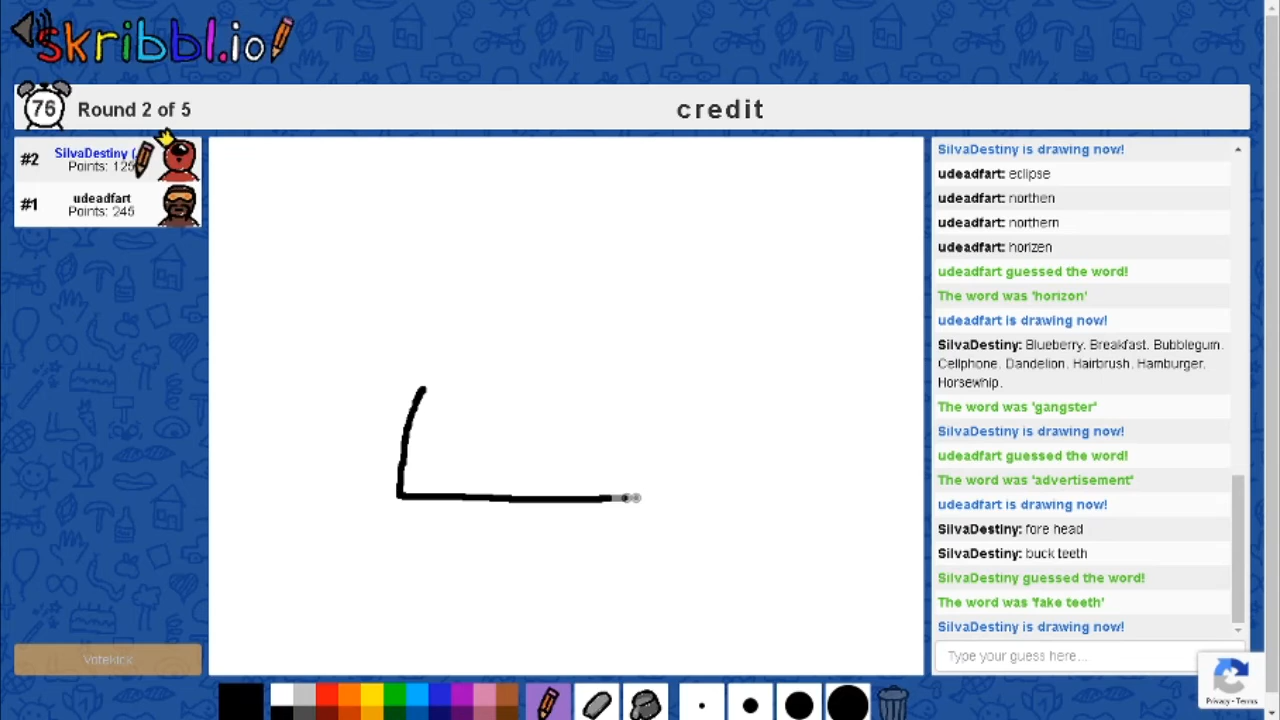 skribbl.io
76
Round 2 of 5
credit
#2
SilvaDestiny (
Points: 125
#1
udeadfart
Points: 245
SilvaDestiny is drawing now!
udeadfart: eclipse
udeadfart: northen
udeadfart: northern
udeadfart: horizen
udeadfart guessed the word!
The word was 'horizon'
udeadfart is drawing now!
SilvaDestiny: Blueberry. Breakfast. Bubblegum.
Cellphone. Dandelion. Hairbrush. Hamburger.
Horsewhip.
The word was 'gangster'
SilvaDestiny is drawing now!
udeadfart guessed the word!
The word was 'advertisement'
udeadfart is drawing now!
SilvaDestiny: fore head
SilvaDestiny: buck teeth
SilvaDestiny guessed the word!
The word was 'fake teeth'
SilvaDestiny is drawing now!
Votekick
Type your guess here...
Privacy - Terms